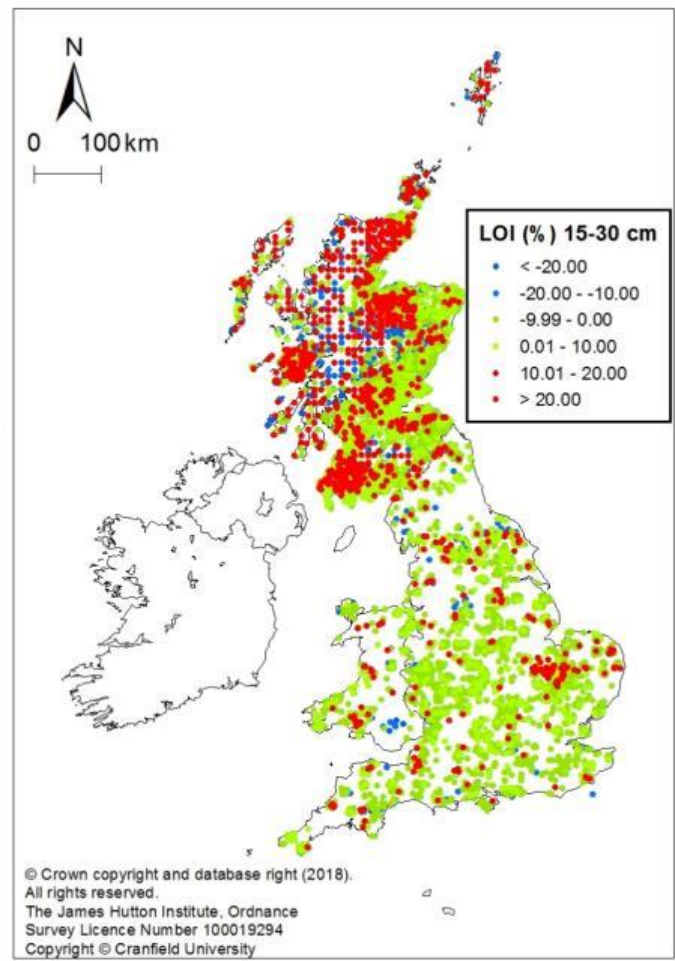 N
0 100 km
LOI (%) 15-30 cm
< -20.00
-20.00 - -10.00
-9.99 - 0.00
0.01 - 10.00
10.01 - 20.00
> 20.00
© Crown copyright and database right (2018).
All rights reserved.
The James Hutton Institute, Ordnance
Survey Licence Number 100019294
Copyright © Cranfield University